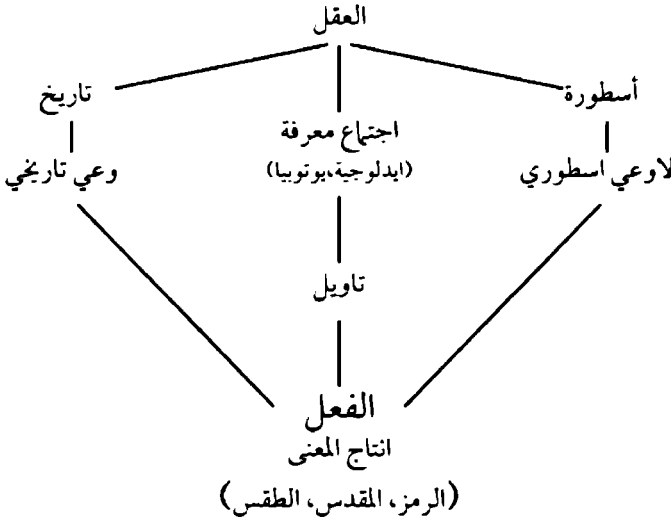 العقل
أسطورة
تاريخ
اجتماع معرفة
(ايدلوجية،يوتوبيا)
لاوعي اسطوري
وعي تاريخي
تاويل
الفعل
انتاج المعنى
(الرمز، المقدس، الطقس)